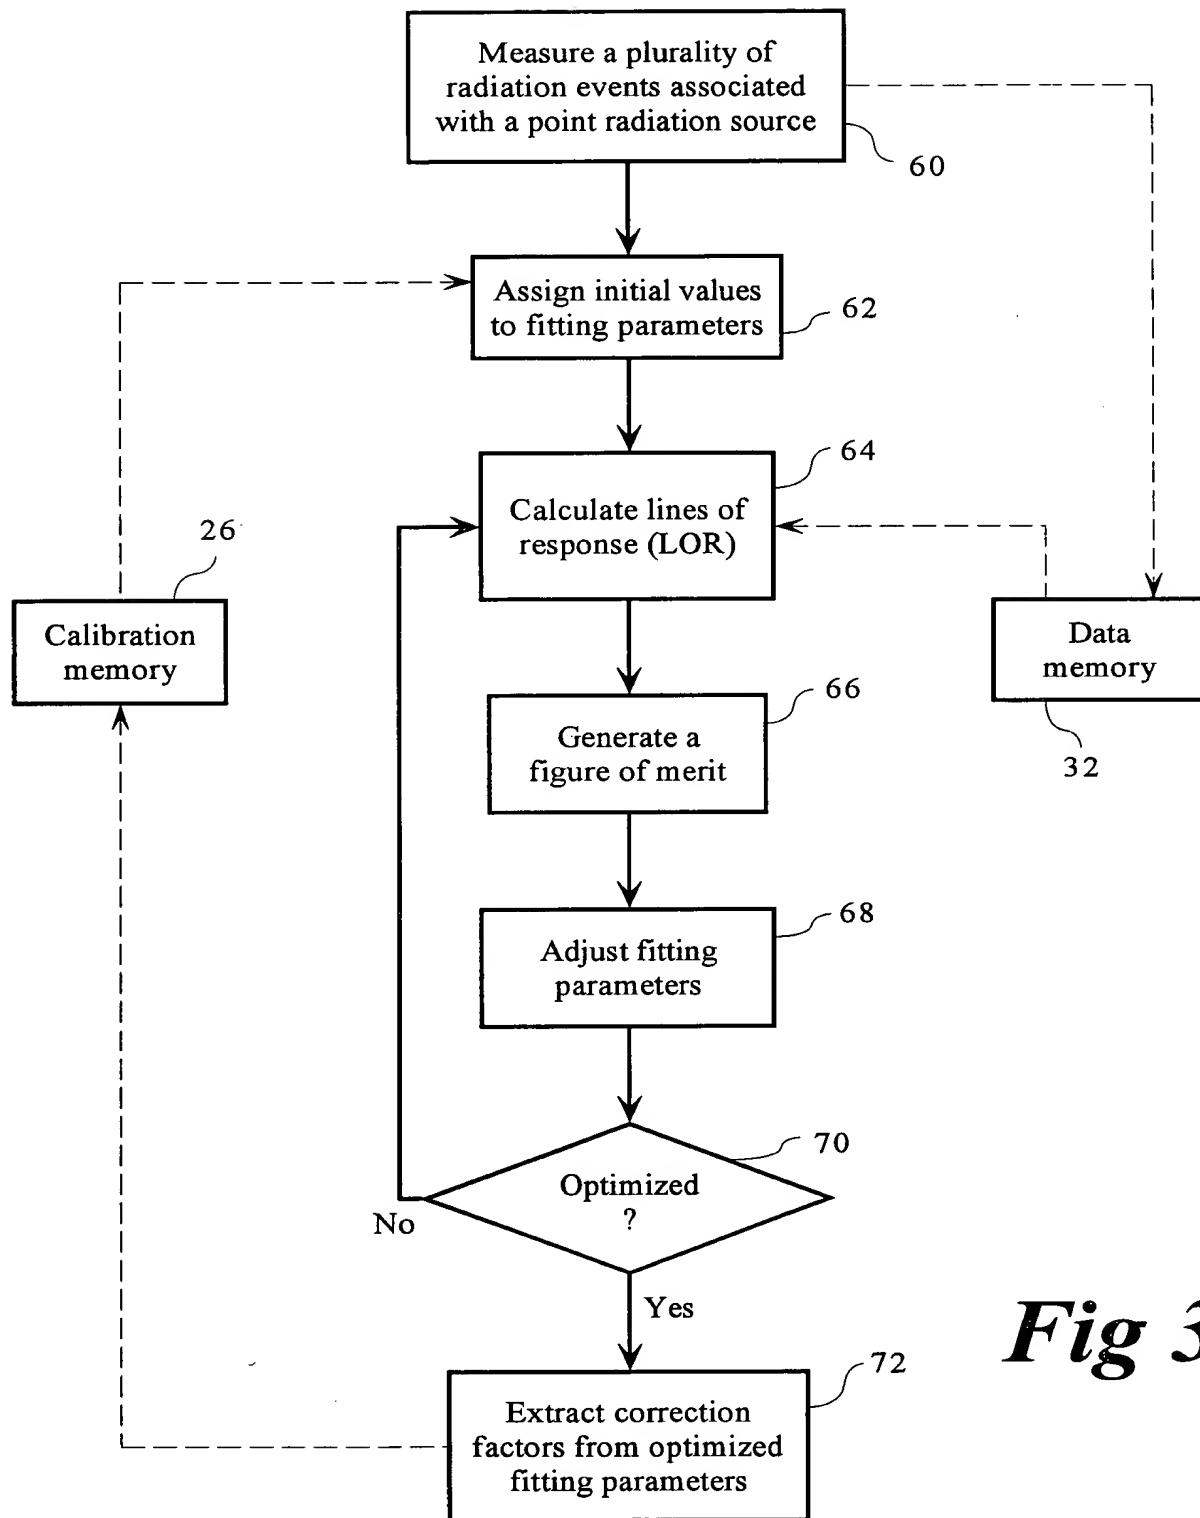 Measure a plurality of
radiation events associated
with a point radiation source
60
Assign initial values
to fitting parameters
62
64
Calculate lines of
response (LOR)
26
Calibration
memory
Data
memory
32
66
Generate a
figure of merit
68
Adjust fitting
parameters
70
Optimized
?
No
Yes
72
Extract correction
factors from optimized
fitting parameters
Fig 3